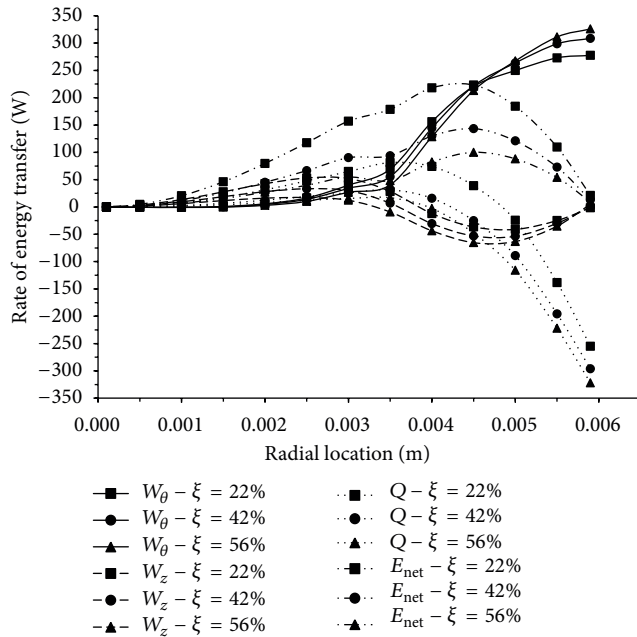 Rate of energy transfer (W)
350
300
250
200
150
100
50
0
−50
−100
−150
−200
−250
−300
−350
0.000 0.001 0.002 0.003 0.004 0.005 0.006
Radial location (m)
W_θ − ξ = 22%
W_θ − ξ = 42%
W_θ − ξ = 56%
W_z − ξ = 22%
W_z − ξ = 42%
W_z − ξ = 56%
Q − ξ = 22%
Q − ξ = 42%
Q − ξ = 56%
E_net − ξ = 22%
E_net − ξ = 42%
E_net − ξ = 56%